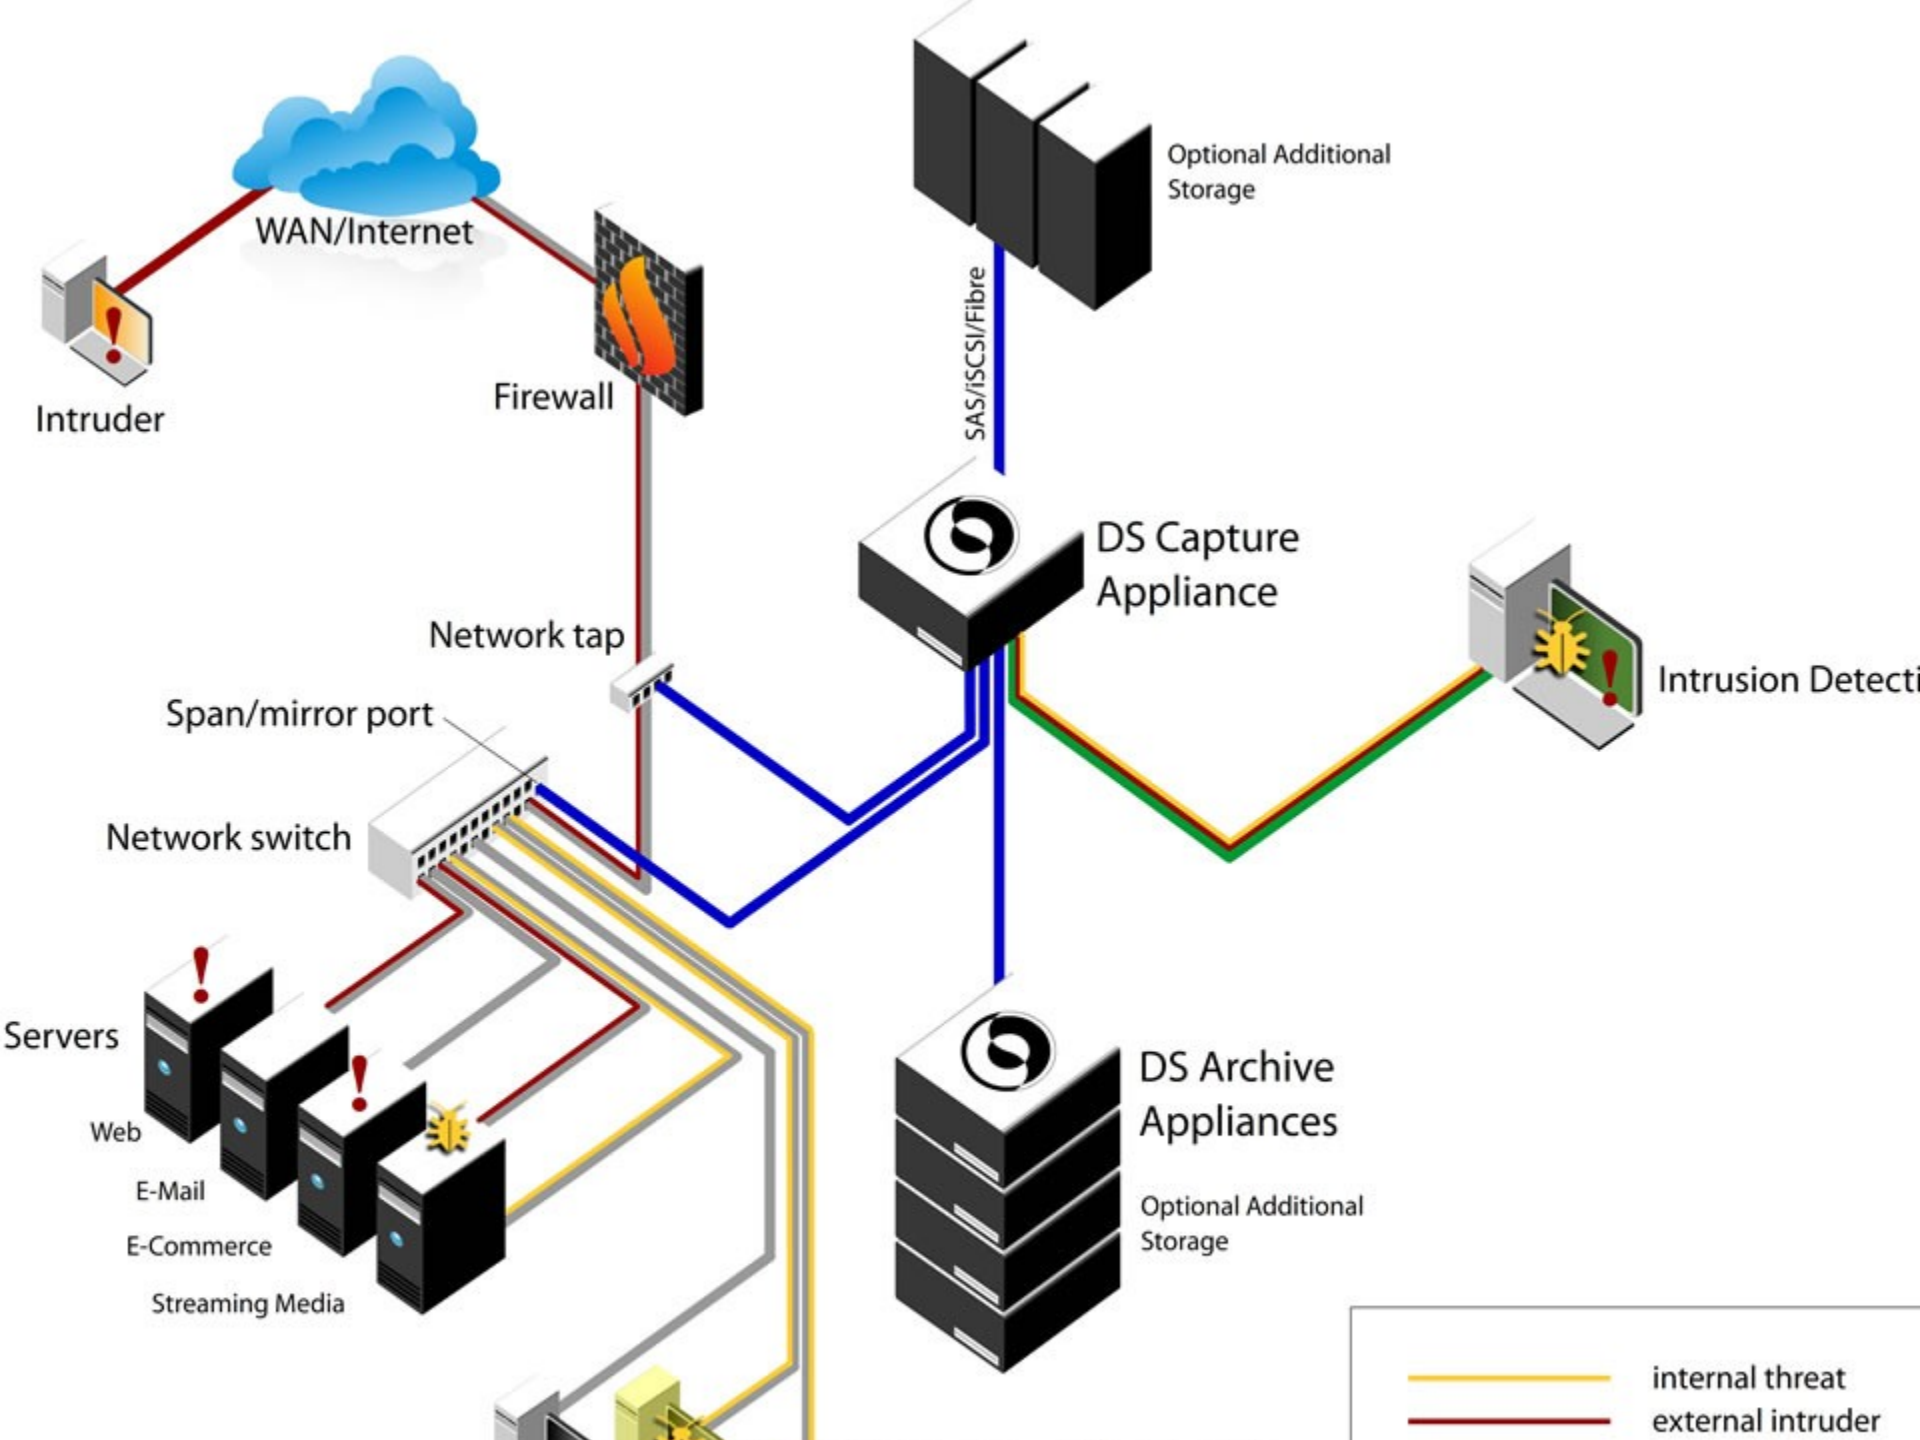 Optional Additional
Storage
WAN/Internet
SAS/iSCSI/Fibre
Firewall
Intruder
DS Capture
Appliance
Network tap
Intrusion Detecti
Span/mirror port
Network switch
Servers
DS Archive
Appliances
Web
E-Mail
Optional Additional
Storage
E-Commerce
Streaming Media
internal threat
external intruder